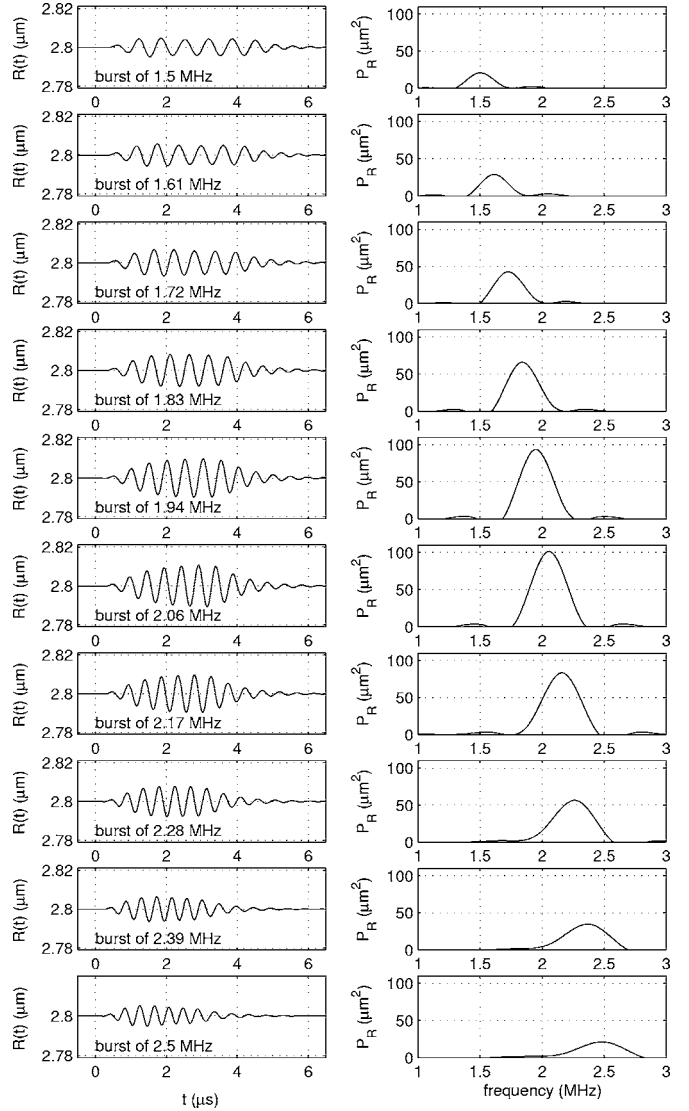 R(t) (μm)
2.82
2.8
2.78
burst of 1.5 MHz
0 2 4 6
P_R (μm²)
100
50
0
1 1.5 2 2.5 3
R(t) (μm)
2.82
2.8
2.78
burst of 1.61 MHz
0 2 4 6
P_R (μm²)
100
50
0
1 1.5 2 2.5 3
R(t) (μm)
2.82
2.8
2.78
burst of 1.72 MHz
0 2 4 6
P_R (μm²)
100
50
0
1 1.5 2 2.5 3
R(t) (μm)
2.82
2.8
2.78
burst of 1.83 MHz
0 2 4 6
P_R (μm²)
100
50
0
1 1.5 2 2.5 3
R(t) (μm)
2.82
2.8
2.78
burst of 1.94 MHz
0 2 4 6
P_R (μm²)
100
50
0
1 1.5 2 2.5 3
R(t) (μm)
2.82
2.8
2.78
burst of 2.06 MHz
0 2 4 6
P_R (μm²)
100
50
0
1 1.5 2 2.5 3
R(t) (μm)
2.82
2.8
2.78
burst of 2.17 MHz
0 2 4 6
P_R (μm²)
100
50
0
1 1.5 2 2.5 3
R(t) (μm)
2.82
2.8
2.78
burst of 2.28 MHz
0 2 4 6
P_R (μm²)
100
50
0
1 1.5 2 2.5 3
R(t) (μm)
2.82
2.8
2.78
burst of 2.39 MHz
0 2 4 6
P_R (μm²)
100
50
0
1 1.5 2 2.5 3
R(t) (μm)
2.82
2.8
2.78
burst of 2.5 MHz
0 2 4 6
t (μs)
P_R (μm²)
100
50
0
1 1.5 2 2.5 3
frequency (MHz)